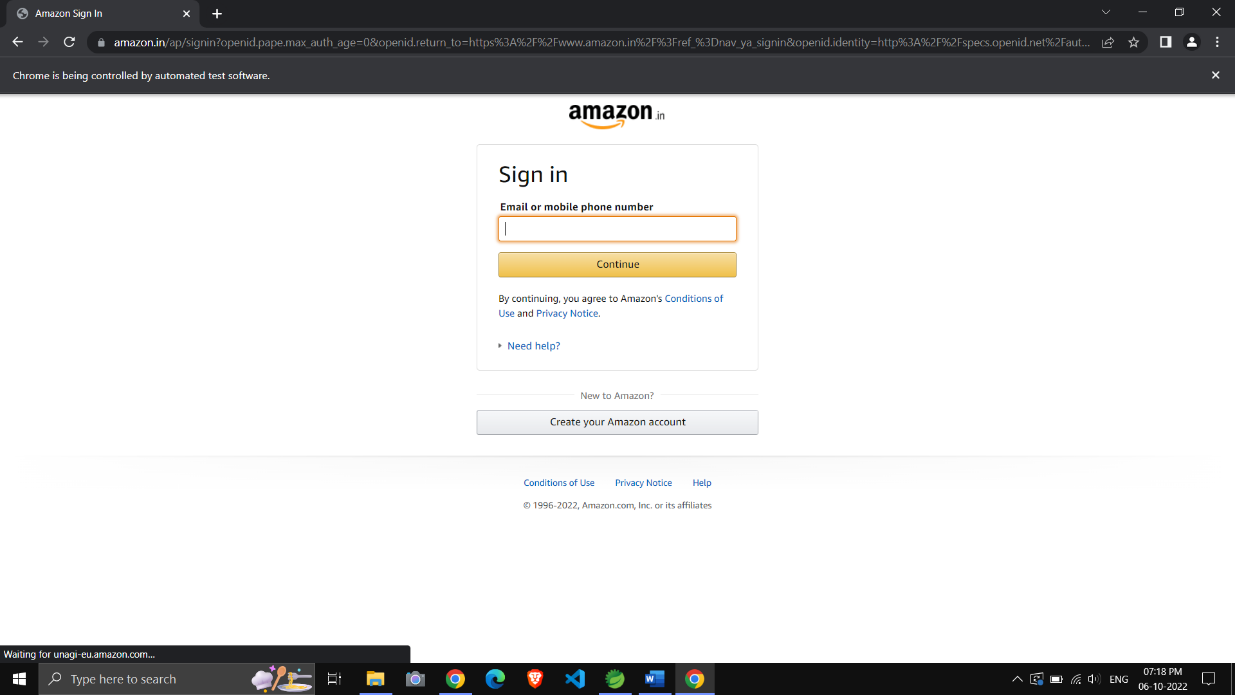 Amazon Sign In
amazon.in/ap/signin?openid.pape.max_auth_age=0&openid.return_to=https%3A%2F%2Fwww.amazon.in%2F%3Fref_%3Dnav_ya_signin&openid.identity=http%3A%2F%2Fspecs.openid.net%2Faut...
Chrome is being controlled by automated test software.
amazon.in
Sign in
Email or mobile phone number
Continue
By continuing, you agree to Amazon's Conditions of
Use and Privacy Notice.
Need help?
New to Amazon?
Create your Amazon account
Conditions of Use Privacy Notice Help
© 1996-2022, Amazon.com, Inc. or its affiliates
Waiting for unagi-eu.amazon.com...
Type here to search
ENG
07:18 PM
06-10-2022